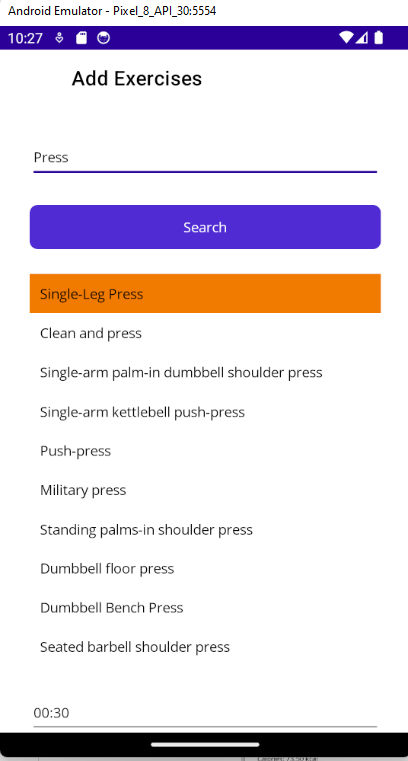 Android Emulator - Pixel_8_API_30:5554
10:27
Add Exercises
Press
Search
Single-Leg Press
Clean and press
Single-arm palm-in dumbbell shoulder press
Single-arm kettlebell push-press
Push-press
Military press
Standing palms-in shoulder press
Dumbbell floor press
Dumbbell Bench Press
Seated barbell shoulder press
00:30